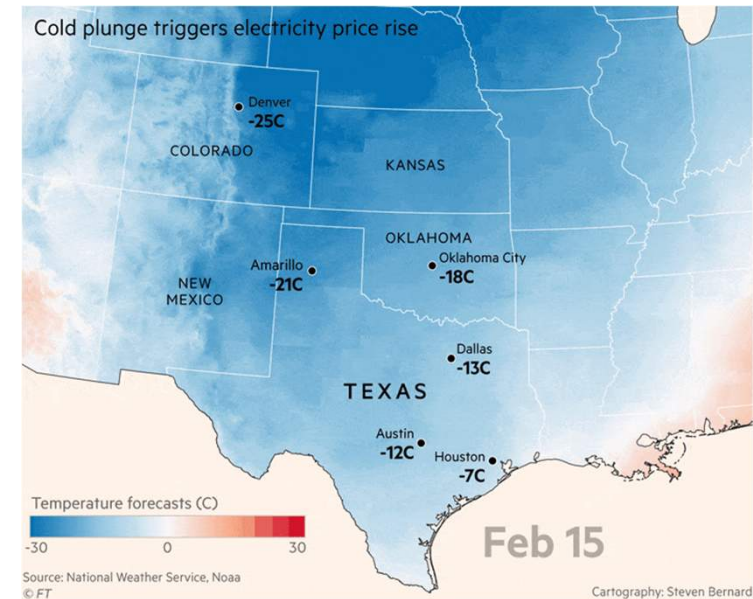 Cold plunge triggers electricity price rise
Denver
-25C
COLORADO
KANSAS
OKLAHOMA
Oklahoma City
-18C
Amarillo
-21C
NEW
MEXICO
Dallas
-13C
TEXAS
Austin
-12C
Houston
-7C
Temperature forecasts (C)
-30 0 30
Feb 15
Source: National Weather Service, Noaa
© FT
Cartography: Steven Bernard